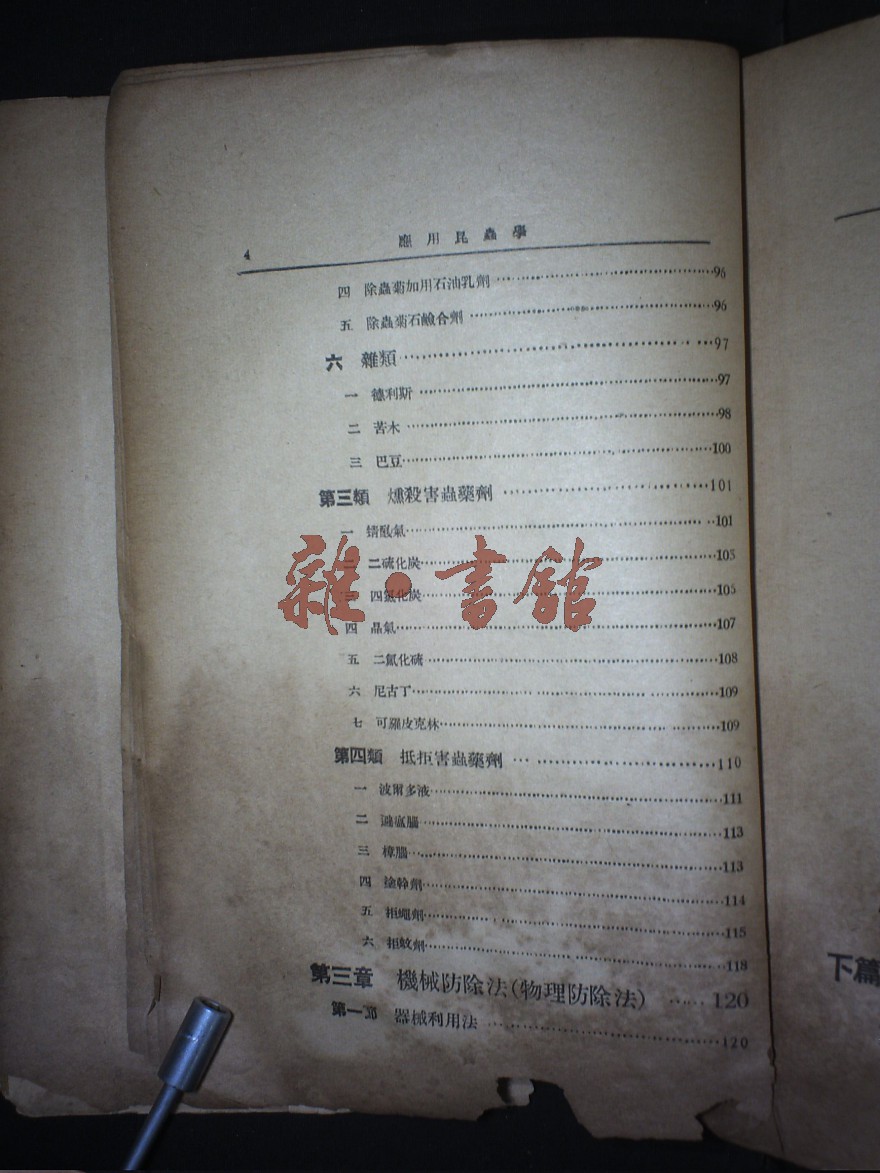 4
應用昆蟲學
四 除蟲菊加用石油乳劑 96
五 除蟲菊石鹼合劑 96
六 雜類 97
一 德利斯 97
二 苦木 98
三 巴豆 100
第三類 燻殺害蟲藥劑 101
一 氣 101
二硫化炭 103
四 化炭 105
四 晶氣 107
五 二氯化硫 108
六 尼古丁 109
七 可羅皮克林 109
第四類 抵拒害蟲藥劑 110
一 波爾多液 111
二 腦 113
三 樟腦 113
四 塗幹劑 114
五 拒蠅劑 115
六 拒蚊劑 118
第三章 機械防除法(物理防除法) 120
第一 器械利用法 120
下篇
雜·書館